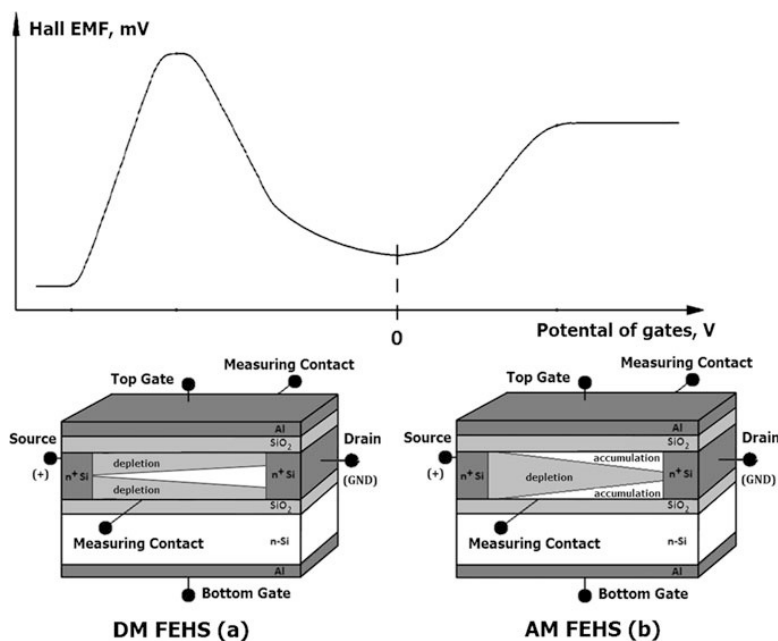 Hall EMF, mV
0
Potental of gates, V
Measuring Contact
Top Gate
Source
(+)
Al
SiO2
n+Si
depletion
depletion
n+Si
Drain
(GND)
SiO2
Measuring Contact
n-Si
Al
Bottom Gate
DM FEHS (a)
Measuring Contact
Top Gate
Source
(+)
Al
SiO2
n+Si
accumulation
depletion
accumulation
n+Si
Drain
(GND)
SiO2
Measuring Contact
n-Si
Al
Bottom Gate
AM FEHS (b)